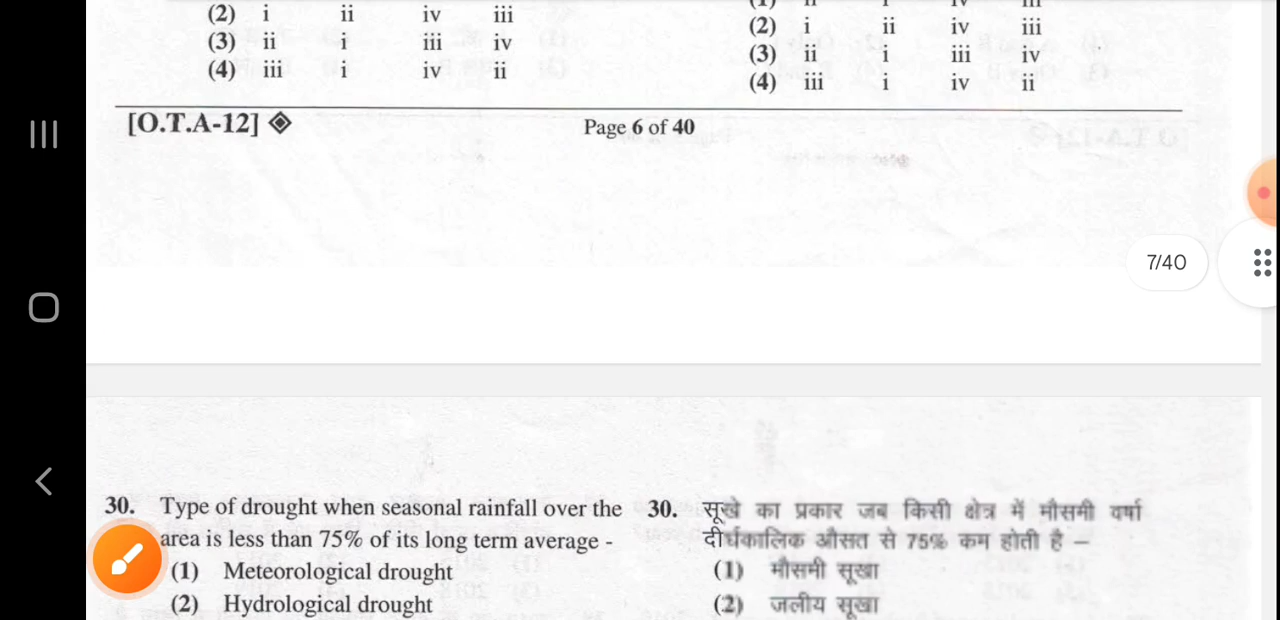 (2) i ii iv iii
(3) ii i iii iv
(4) iii i iv ii
(2) i ii iv iii
(3) ii i iii iv
(4) iii i iv ii
[O.T.A-12]
Page 6 of 40
7/40
30. Type of drought when seasonal rainfall over the
area is less than 75% of its long term average -
(1) Meteorological drought
(2) Hydrological drought
30. सूखे का प्रकार जब किसी क्षेत्र में मौसमी वर्षा
दीर्घकालिक औसत से 75% कम होती है –
(1) मौसमी सूखा
(2) जलीय सूखा